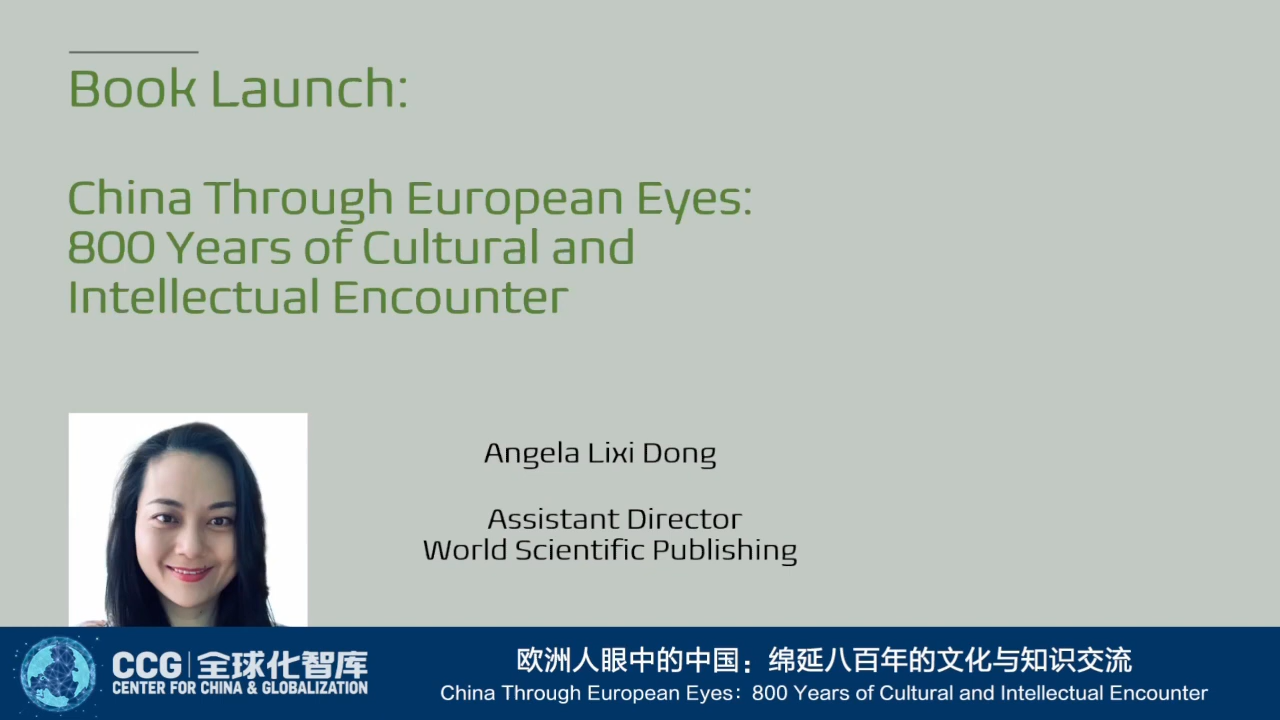 Book Launch:
China Through European Eyes:
800 Years of Cultural and
Intellectual Encounter
Angela Lixi Dong
Assistant Director
World Scientific Publishing
CCG 全球化智库
CENTER FOR CHINA & GLOBALIZATION
欧洲人眼中的中国：绵延八百年的文化与知识交流
China Through European Eyes：800 Years of Cultural and Intellectual Encounter